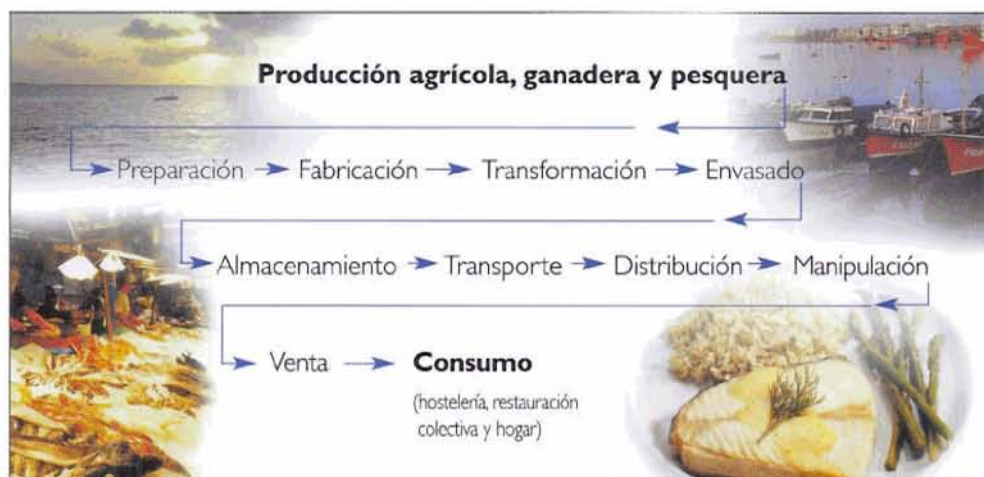 Producción agrícola, ganadera y pesquera
Preparación Fabricación Transformación Envasado
Almacenamiento Transporte Distribución Manipulación
Venta Consumo
(hostelería, restauración
colectiva y hogar)